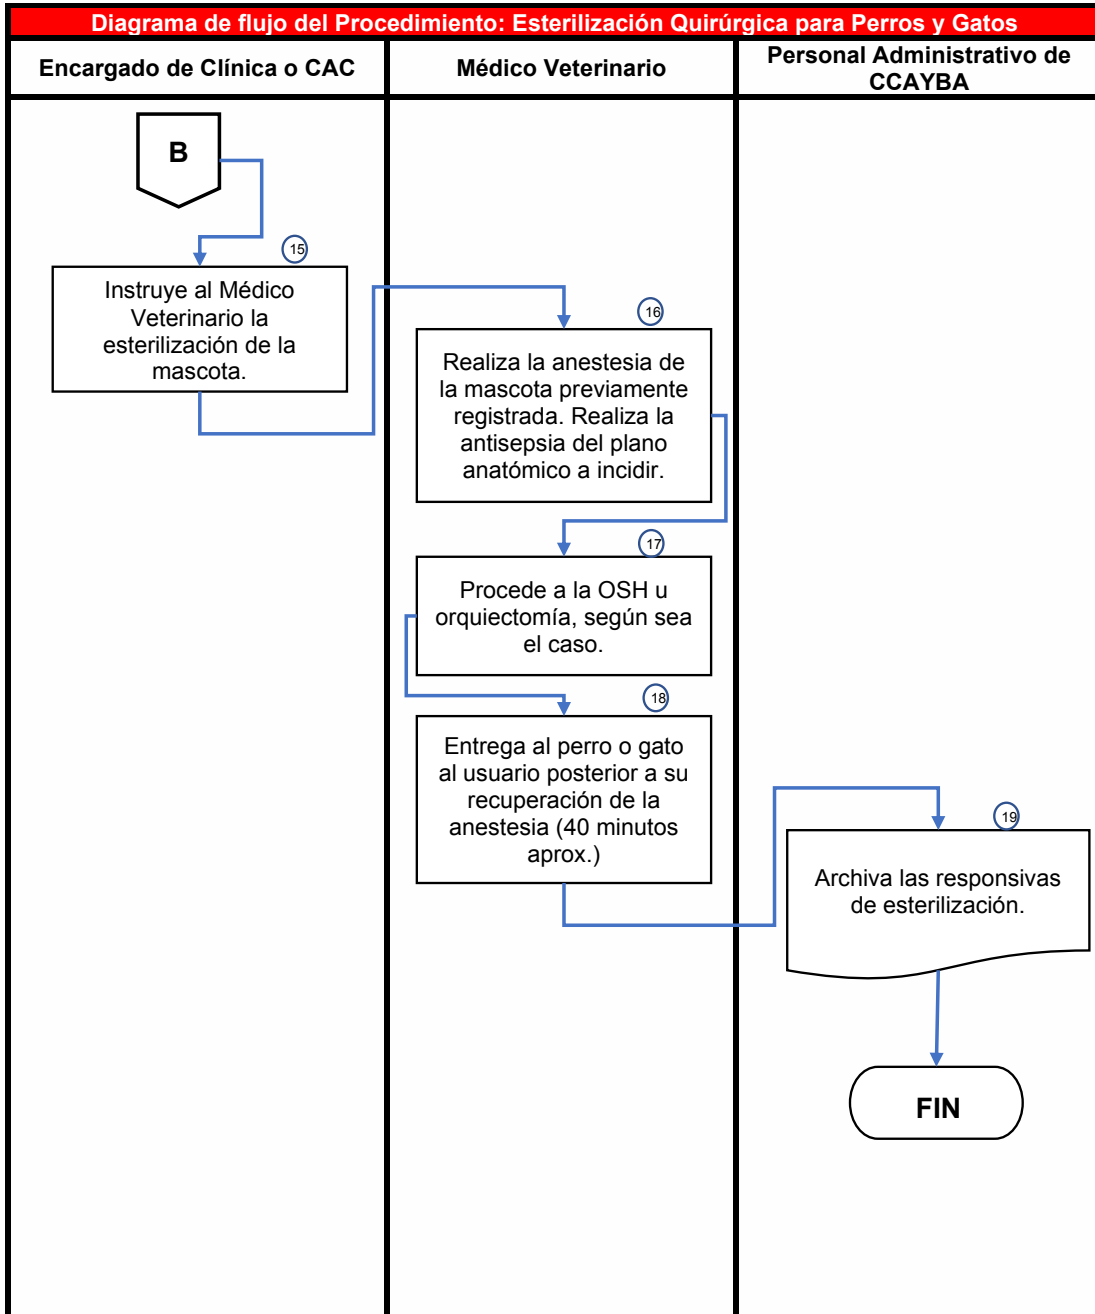 Diagrama de flujo del Procedimiento: Esterilización Quirúrgica para Perros y Gatos
Encargado de Clínica o CAC
Médico Veterinario
Personal Administrativo de
CCAYBA
B
15
Instruye al Médico
Veterinario la
esterilización de la
mascota.
16
Realiza la anestesia de
la mascota previamente
registrada. Realiza la
antisepsia del plano
anatómico a incidir.
17
Procede a la OSH u
orquiectomía, según sea
el caso.
18
Entrega al perro o gato
al usuario posterior a su
recuperación de la
anestesia (40 minutos
aprox.)
19
Archiva las responsivas
de esterilización.
FIN